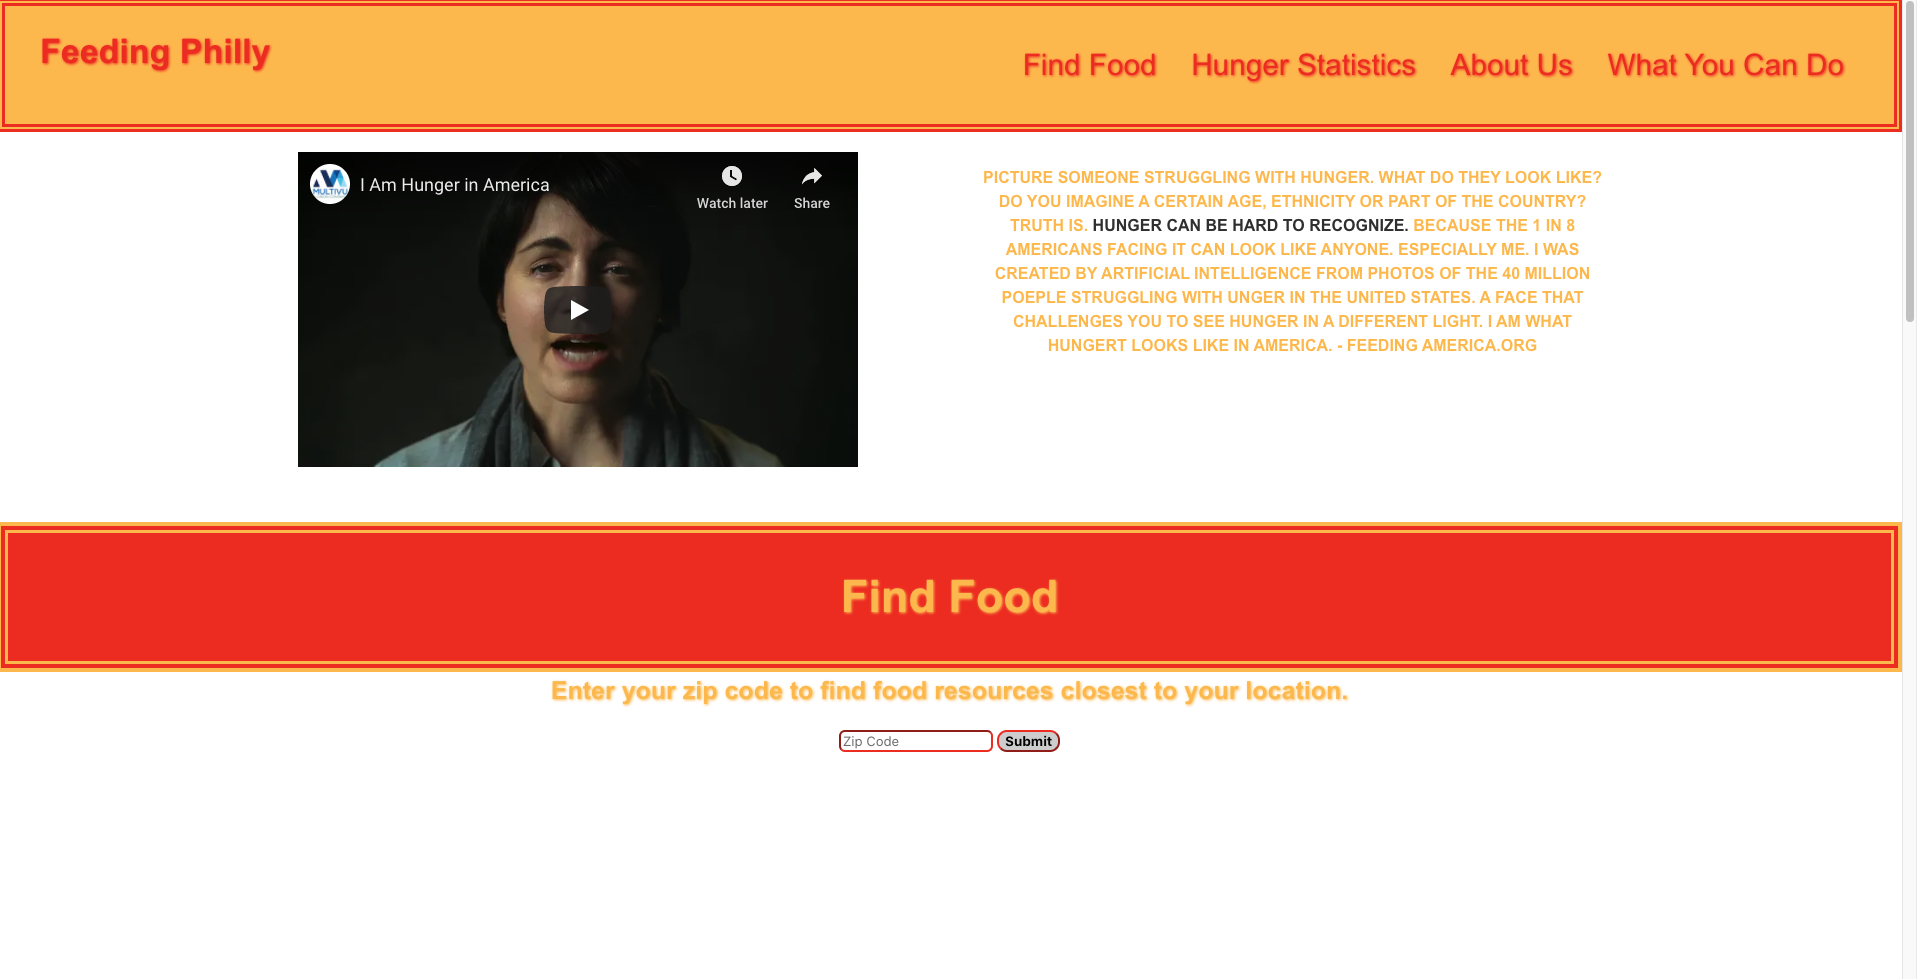 Feeding Philly
Find Food Hunger Statistics About Us What You Can Do
MULTIVU
I Am Hunger in America
Watch later Share
PICTURE SOMEONE STRUGGLING WITH HUNGER. WHAT DO THEY LOOK LIKE?
DO YOU IMAGINE A CERTAIN AGE, ETHNICITY OR PART OF THE COUNTRY?
TRUTH IS. HUNGER CAN BE HARD TO RECOGNIZE. BECAUSE THE 1 IN 8
AMERICANS FACING IT CAN LOOK LIKE ANYONE. ESPECIALLY ME. I WAS
CREATED BY ARTIFICIAL INTELLIGENCE FROM PHOTOS OF THE 40 MILLION
POEPLE STRUGGLING WITH UNGER IN THE UNITED STATES. A FACE THAT
CHALLENGES YOU TO SEE HUNGER IN A DIFFERENT LIGHT. I AM WHAT
HUNGERT LOOKS LIKE IN AMERICA. - FEEDING AMERICA.ORG
Find Food
Enter your zip code to find food resources closest to your location.
Zip Code Submit